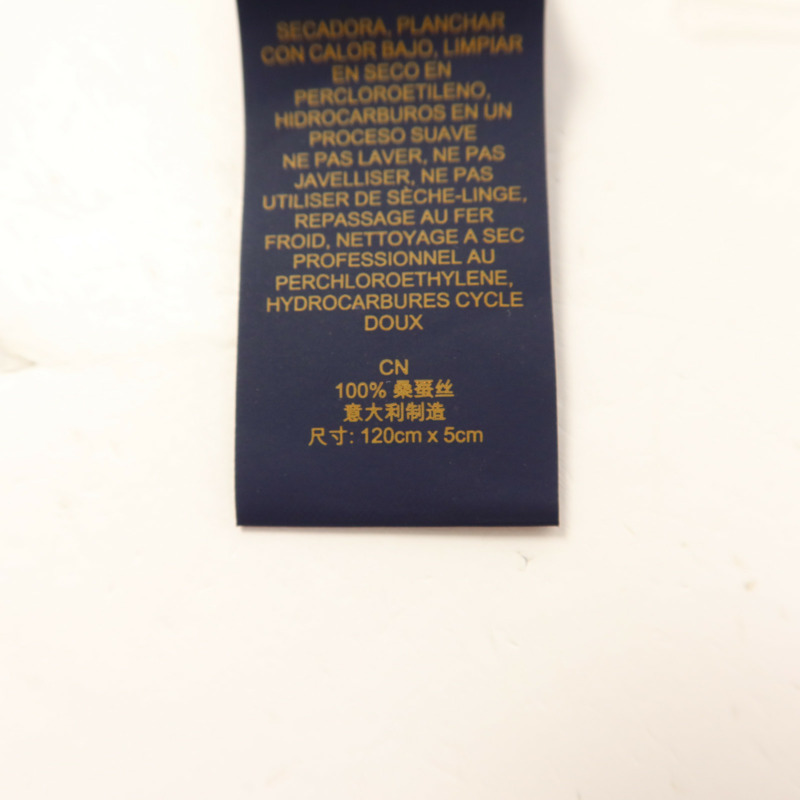 SECADORA, PLANCHAR
CON CALOR BAJO, LIMPIAR
EN SECO EN
PERCLOROETILENO,
HIDROCARBUROS EN UN
PROCESO SUAVE
NE PAS LAVER, NE PAS
JAVELLISER, NE PAS
UTILISER DE SÈCHE-LINGE,
REPASSAGE AU FER
FROID, NETTOYAGE A SEC
PROFESSIONNEL AU
PERCHLOROETHYLENE,
HYDROCARBURES CYCLE
DOUX
CN
100% 桑蚕丝
意大利制造
尺寸: 120cm x 5cm